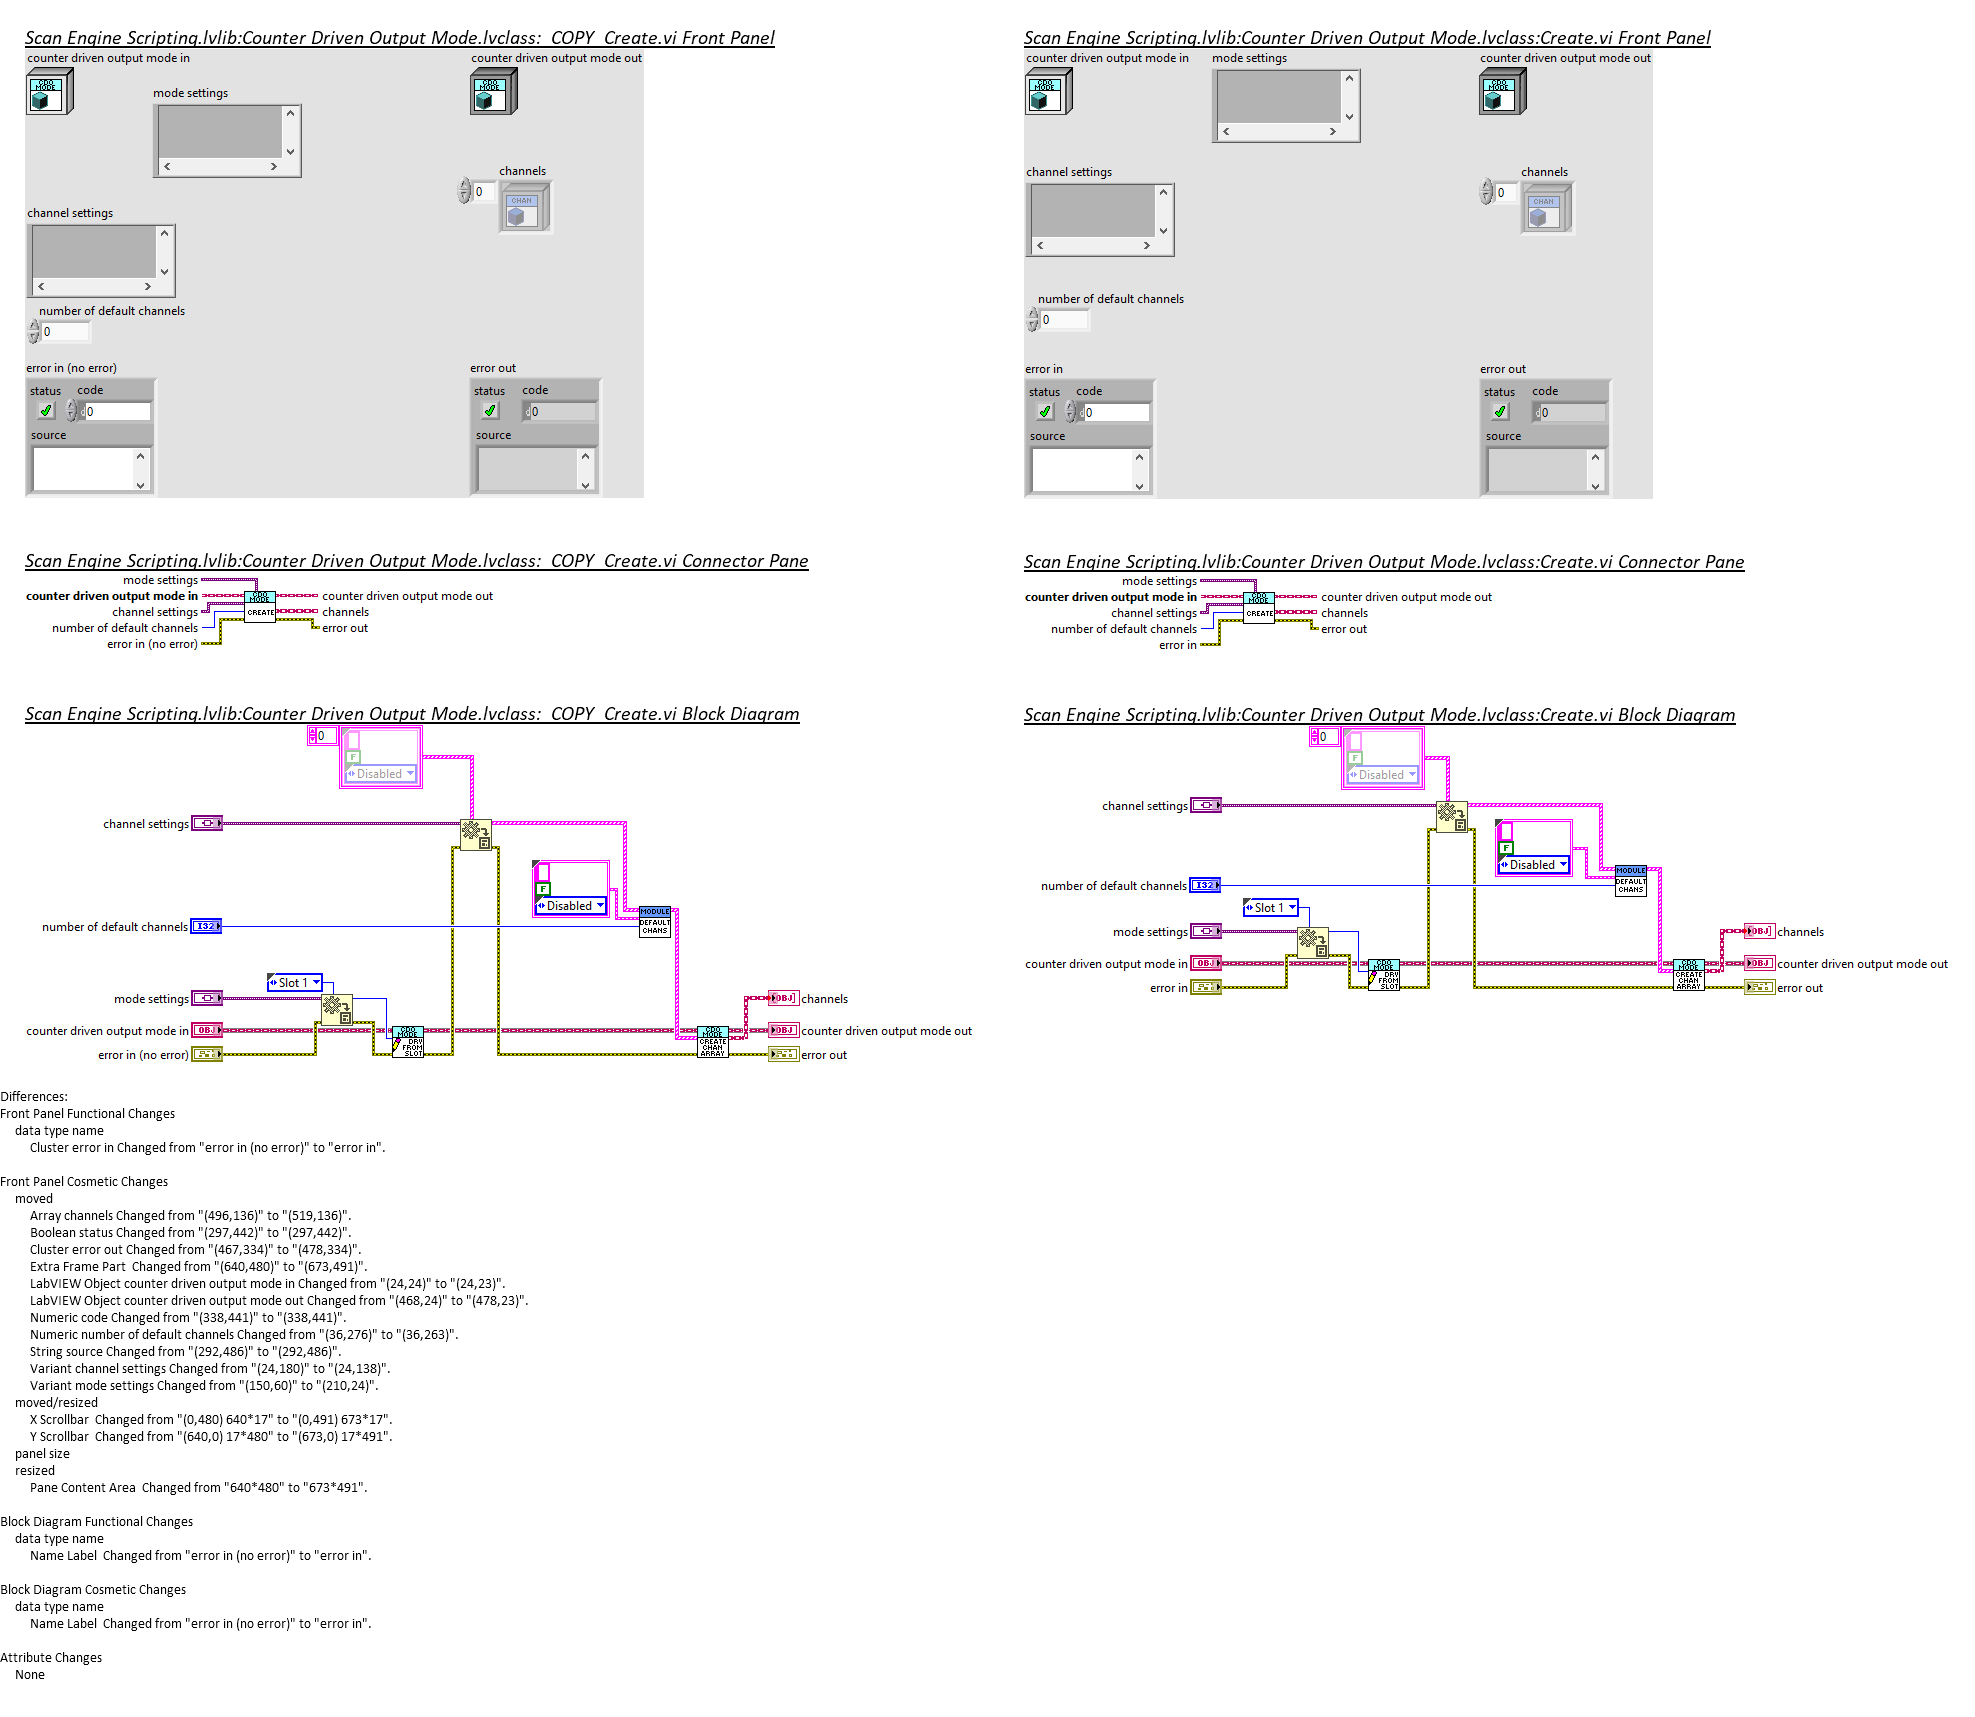 Scan Engine Scripting.lvlib:Counter Driven Output Mode.lvclass:_COPY_Create.vi Front Panel
counter driven output mode in
counter driven output mode out
CDO
MODE
CDO
MODE
mode settings
channels
0
CHAN
channel settings
number of default channels
0
error in (no error)
error out
status code
d 0
source
status code
d 0
source
Scan Engine Scripting.lvlib:Counter Driven Output Mode.lvclass:Create.vi Front Panel
counter driven output mode in
mode settings
counter driven output mode out
CDO
MODE
CDO
MODE
channel settings
channels
0
CHAN
number of default channels
0
error in
error out
status code
d 0
source
status code
d 0
source
Scan Engine Scripting.lvlib:Counter Driven Output Mode.lvclass:_COPY_Create.vi Connector Pane
mode settings
counter driven output mode in
channel settings
number of default channels
error in (no error)
CDO
MODE
CREATE
counter driven output mode out
channels
error out
Scan Engine Scripting.lvlib:Counter Driven Output Mode.lvclass:Create.vi Connector Pane
mode settings
counter driven output mode in
channel settings
number of default channels
error in
CDO
MODE
CREATE
counter driven output mode out
channels
error out
Scan Engine Scripting.lvlib:Counter Driven Output Mode.lvclass:_COPY_Create.vi Block Diagram
0
F
Disabled
channel settings
F
Disabled
MODULE
DEFAULT
CHANS
number of default channels
I32
Slot 1
mode settings
counter driven output mode in
OBJ
error in (no error)
CDO
MODE
DRV
FROM
SLOT
CDO
MODE
CREATE
CHAN
ARRAY
OBJ
channels
OBJ
counter driven output mode out
error out
Scan Engine Scripting.lvlib:Counter Driven Output Mode.lvclass:Create.vi Block Diagram
0
F
Disabled
channel settings
F
Disabled
MODULE
DEFAULT
CHANS
number of default channels
I32
Slot 1
mode settings
counter driven output mode in
OBJ
error in
CDO
MODE
DRV
FROM
SLOT
CDO
MODE
CREATE
CHAN
ARRAY
OBJ
channels
OBJ
counter driven output mode out
error out
Differences:
Front Panel Functional Changes
data type name
Cluster error in Changed from "error in (no error)" to "error in".
Front Panel Cosmetic Changes
moved
Array channels Changed from "(496,136)" to "(519,136)".
Boolean status Changed from "(297,442)" to "(297,442)".
Cluster error out Changed from "(467,334)" to "(478,334)".
Extra Frame Part  Changed from "(640,480)" to "(673,491)".
LabVIEW Object counter driven output mode in Changed from "(24,24)" to "(24,23)".
LabVIEW Object counter driven output mode out Changed from "(468,24)" to "(478,23)".
Numeric code Changed from "(338,441)" to "(338,441)".
Numeric number of default channels Changed from "(36,276)" to "(36,263)".
String source Changed from "(292,486)" to "(292,486)".
Variant channel settings Changed from "(24,180)" to "(24,138)".
Variant mode settings Changed from "(150,60)" to "(210,24)".
moved/resized
X Scrollbar  Changed from "(0,480) 640*17" to "(0,491) 673*17".
Y Scrollbar  Changed from "(640,0) 17*480" to "(673,0) 17*491".
panel size
resized
Pane Content Area  Changed from "640*480" to "673*491".
Block Diagram Functional Changes
data type name
Name Label  Changed from "error in (no error)" to "error in".
Block Diagram Cosmetic Changes
data type name
Name Label  Changed from "error in (no error)" to "error in".
Attribute Changes
None